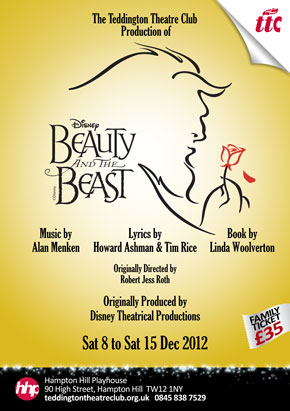 The Teddington Theatre Club
Production of
ttc
Disney
BEAUTY
AND THE
BEAST
©Disney
Music by
Alan Menken
Lyrics by
Howard Ashman & Tim Rice
Book by
Linda Woolverton
Originally Directed by
Robert Jess Roth
Originally Produced by
Disney Theatrical Productions
FAMILY
TICKET
£35
Sat 8 to Sat 15 Dec 2012
hhp
Hampton Hill Playhouse
90 High Street, Hampton Hill TW12 1NY
teddingtontheatreclub.org.uk 0845 838 7529